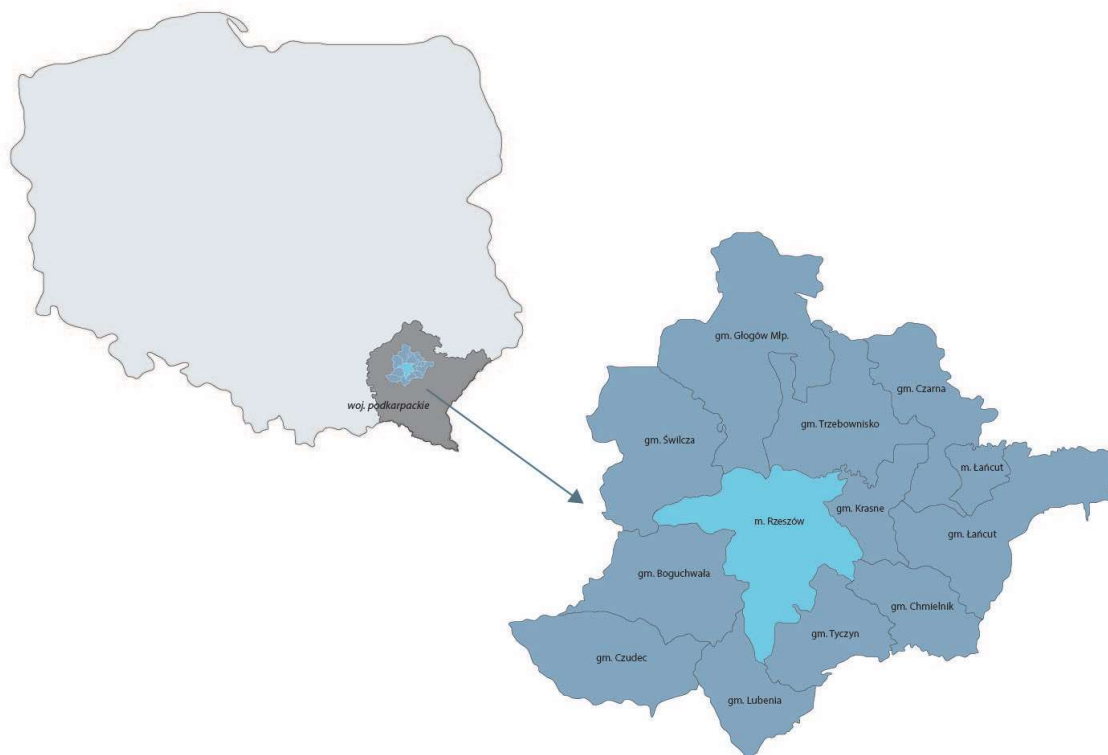 woj. podkarpackie
gm. Głogów Młp.
gm. Czarna
gm. Trzebownisko
gm. Świlcza
m. Łańcut
gm. Krasne
m. Rzeszów
gm. Łańcut
gm. Boguchwała
gm. Chmielnik
gm. Tyczyn
gm. Czudec
gm. Lubenia